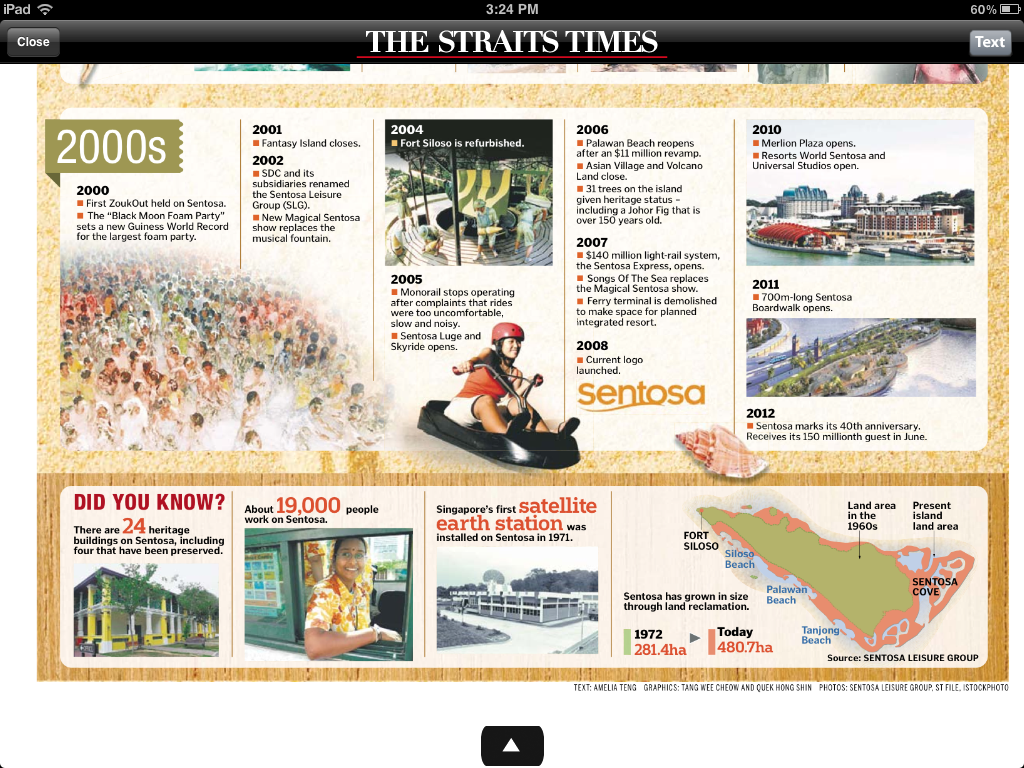 iPad
3:24 PM
60%
Close
THE STRAITS TIMES
Text
2000s
2000
First ZoukOut held on Sentosa.
The “Black Moon Foam Party”
sets a new Guiness World Record
for the largest foam party.
2001
Fantasy Island closes.
2002
SDC and its
subsidiaries renamed
the Sentosa Leisure
Group (SLG).
New Magical Sentosa
show replaces the
musical fountain.
2004
Fort Siloso is refurbished.
2005
Monorail stops operating
after complaints that rides
were too uncomfortable,
slow and noisy.
Sentosa Luge and
Skyride opens.
2006
Palawan Beach reopens
after an $11 million revamp.
Asian Village and Volcano
Land close.
31 trees on the island
given heritage status –
including a Johor Fig that is
over 150 years old.
2007
$140 million light-rail system,
the Sentosa Express, opens.
Songs Of The Sea replaces
the Magical Sentosa show.
Ferry terminal is demolished
to make space for planned
integrated resort.
2008
Current logo
launched.
Sentosa
2010
Merlion Plaza opens.
Resorts World Sentosa and
Universal Studios open.
2011
700m-long Sentosa
Boardwalk opens.
2012
Sentosa marks its 40th anniversary.
Receives its 150 millionth guest in June.
DID YOU KNOW?
There are 24 heritage
buildings on Sentosa, including
four that have been preserved.
About 19,000 people
work on Sentosa.
Singapore's first satellite
earth station was
installed on Sentosa in 1971.
Sentosa has grown in size
through land reclamation.
1972
281.4ha
Today
480.7ha
FORT
SILOSO
Siloso
Beach
Palawan
Beach
Tanjong
Beach
Land area
in the
1960s
Present
island
land area
SENTOSA
COVE
Source: SENTOSA LEISURE GROUP
TEXT: AMELIA TENG GRAPHICS: TANG WEE CHEOW AND QUEK HONG SHIN PHOTOS: SENTOSA LEISURE GROUP, ST FILE, ISTOCKPHOTO